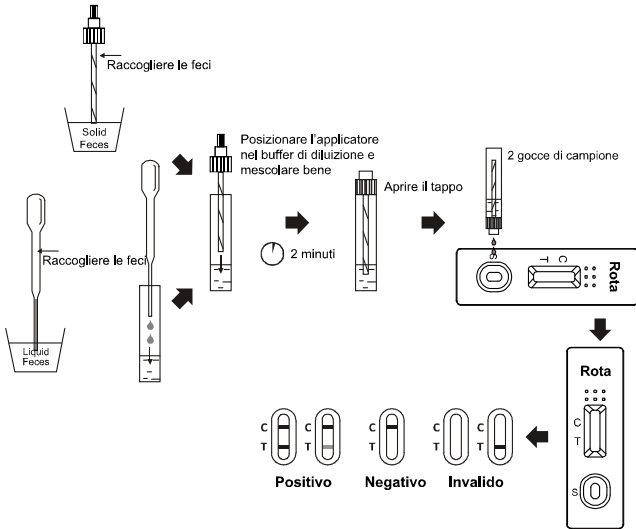 Raccogliere le feci
Solid
Feces
Posizionare l'applicatore
nel buffer di diluizione e
mescolare bene
2 gocce di campione
Aprire il tappo
Raccogliere le feci
2 minuti
Liquid
Feces
S
C
T
Rota
Rota
C
T
S
C
T
C
T
C
T
C
T
C
T
Positivo
Negativo
Invalido